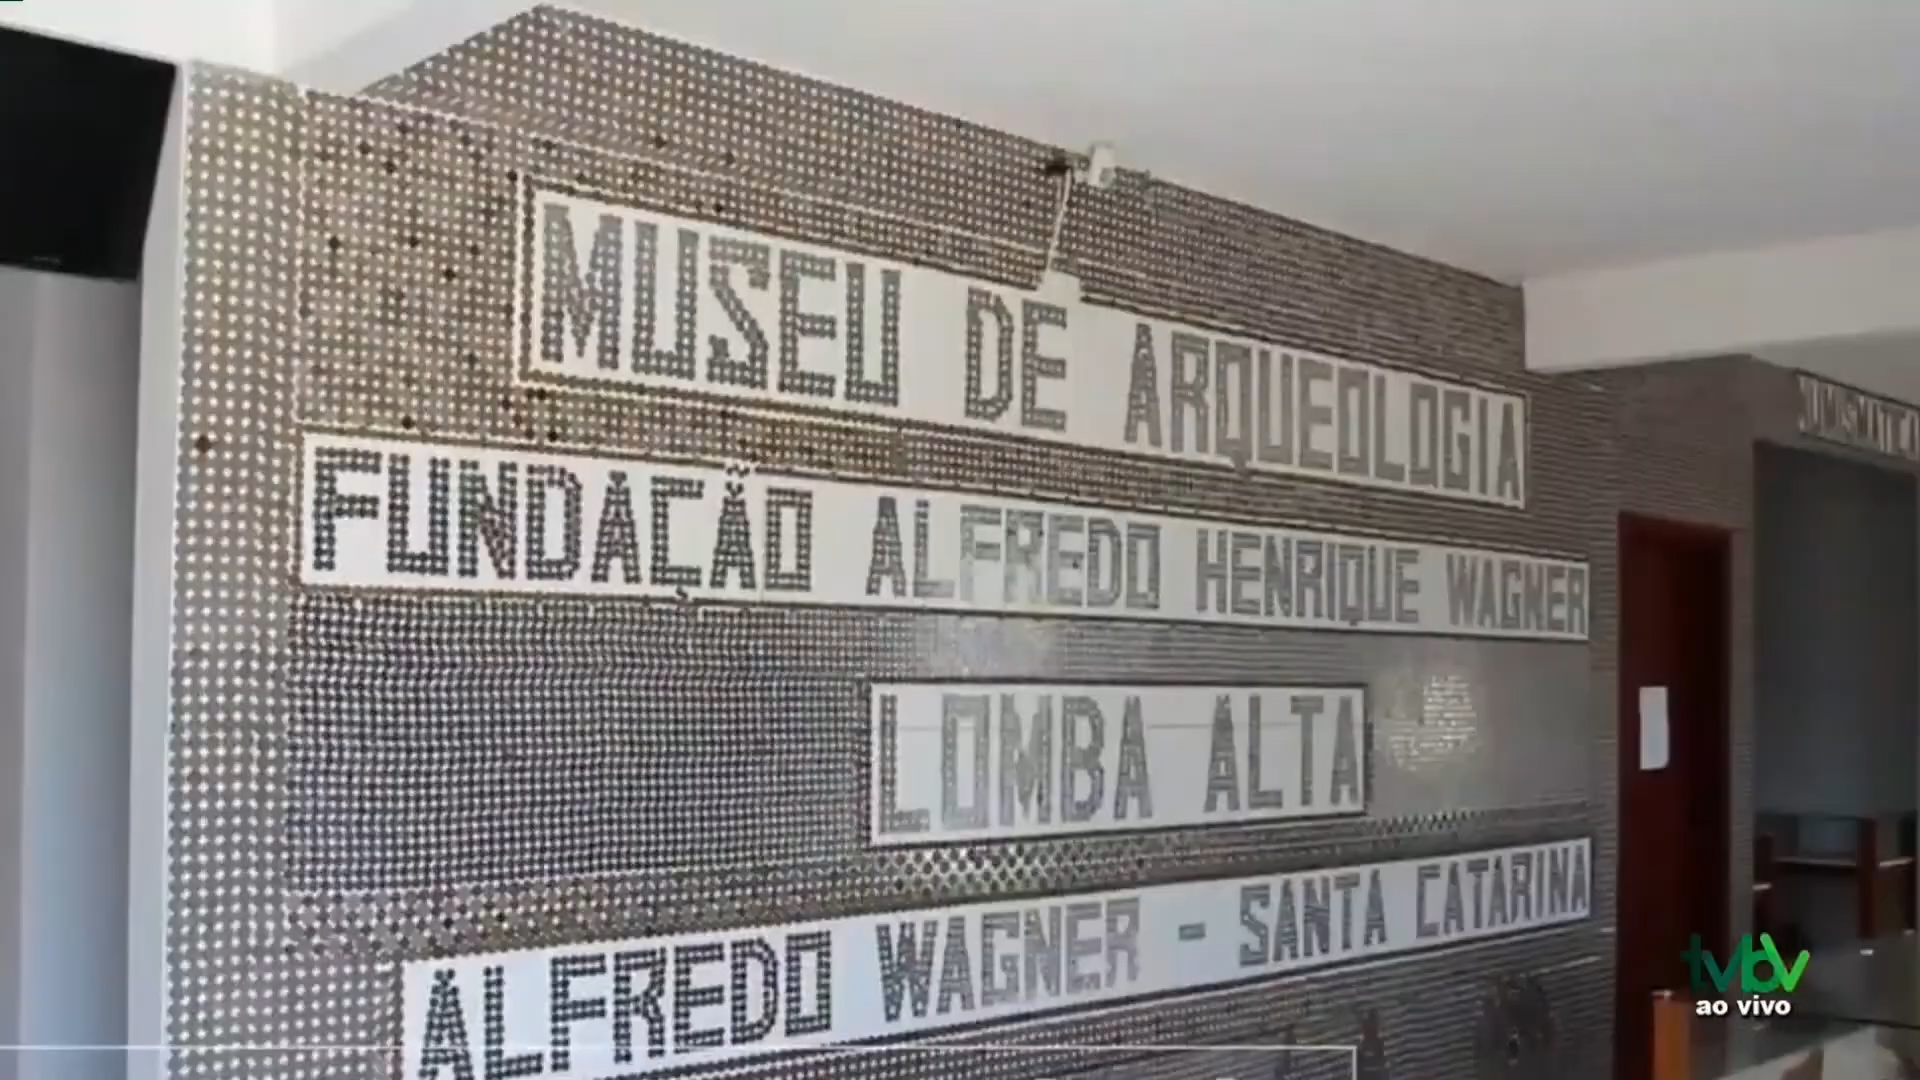 MUSEU DE ARQUEOLOGIA
FUNDAÇÃO ALFREDO HENRIQUE WAGNER
LOMBA ALTA
ALFREDO WAGNER - SANTA CATARINA
tvbv
ao vivo